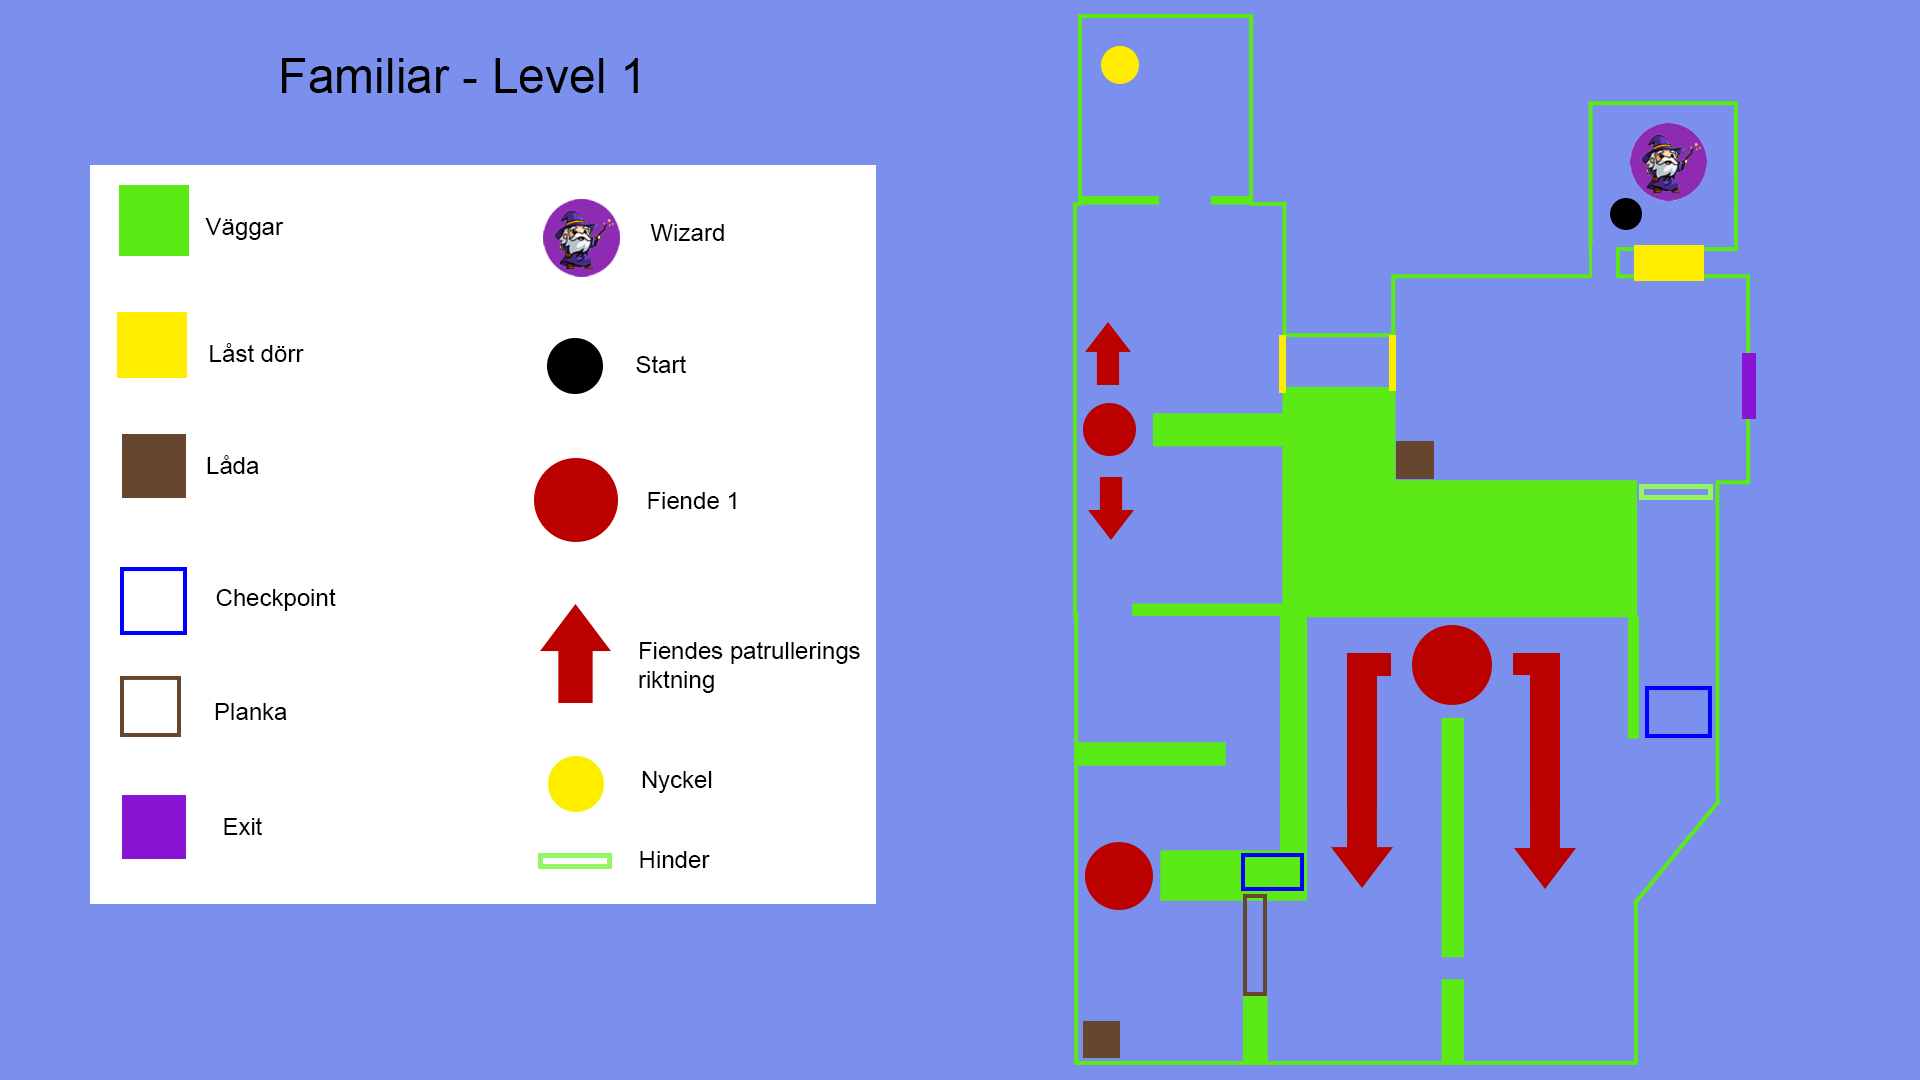 Familiar - Level 1
Väggar
Låst dörr
Låda
Checkpoint
Planka
Exit
Wizard
Start
Fiende 1
Fiendes patrullerings
riktning
Nyckel
Hinder